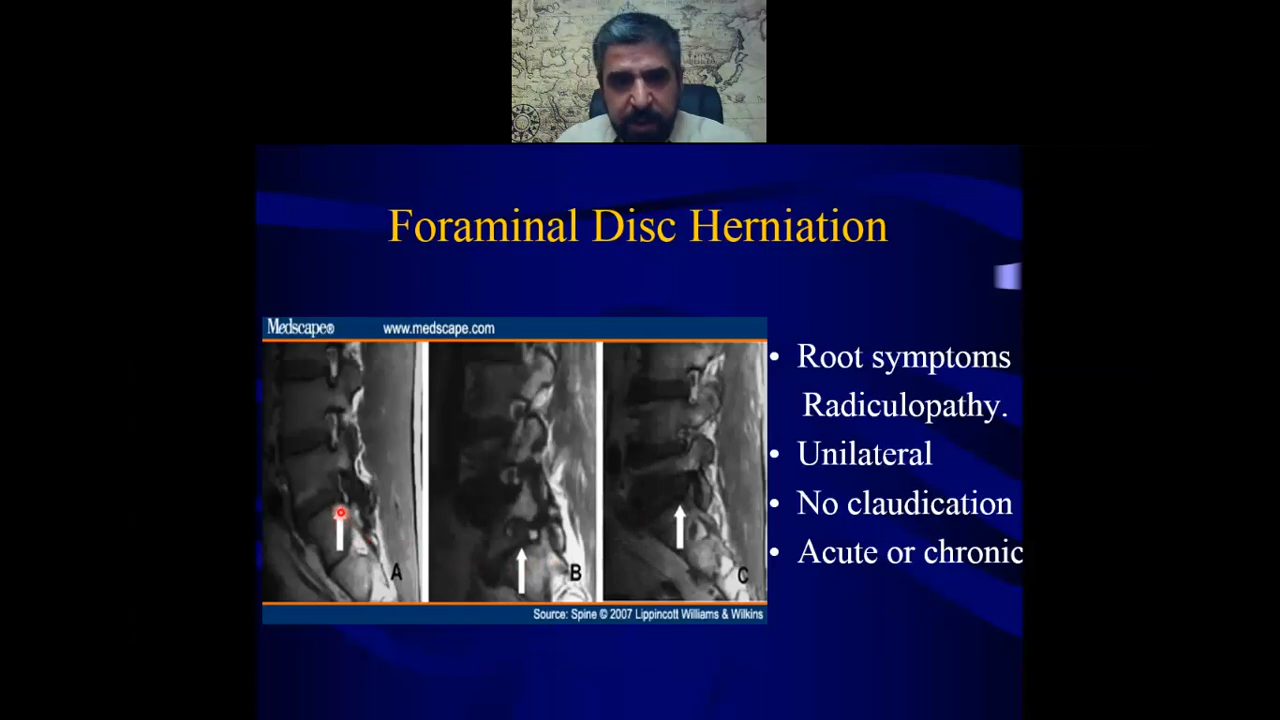 Foraminal Disc Herniation
Medscape® www.medscape.com
A B C
Source: Spine © 2007 Lippincott Williams & Wilkins
• Root symptoms
Radiculopathy.
• Unilateral
• No claudication
• Acute or chronic